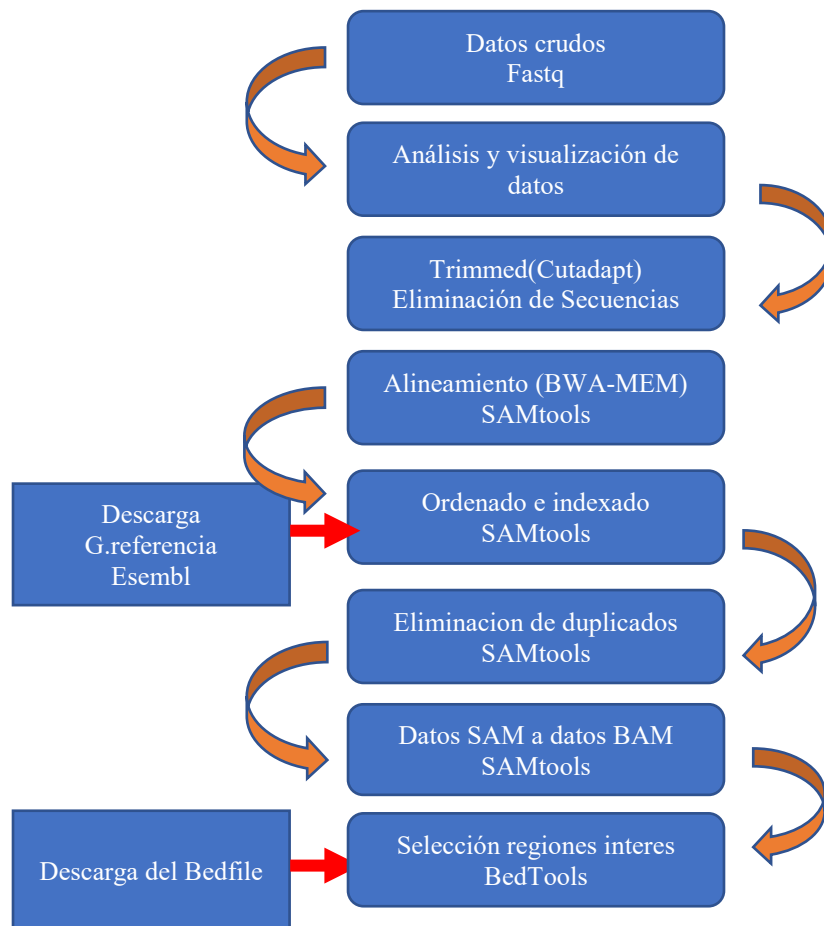 Datos crudos
Fastq
Análisis y visualización de
datos
Trimmed(Cutadapt)
Eliminación de Secuencias
Alineamiento (BWA-MEM)
SAMtools
Descarga
G.referencia
Esembl
Ordenado e indexado
SAMtools
Eliminacion de duplicados
SAMtools
Datos SAM a datos BAM
SAMtools
Descarga del Bedfile
Selección regiones interes
BedTools